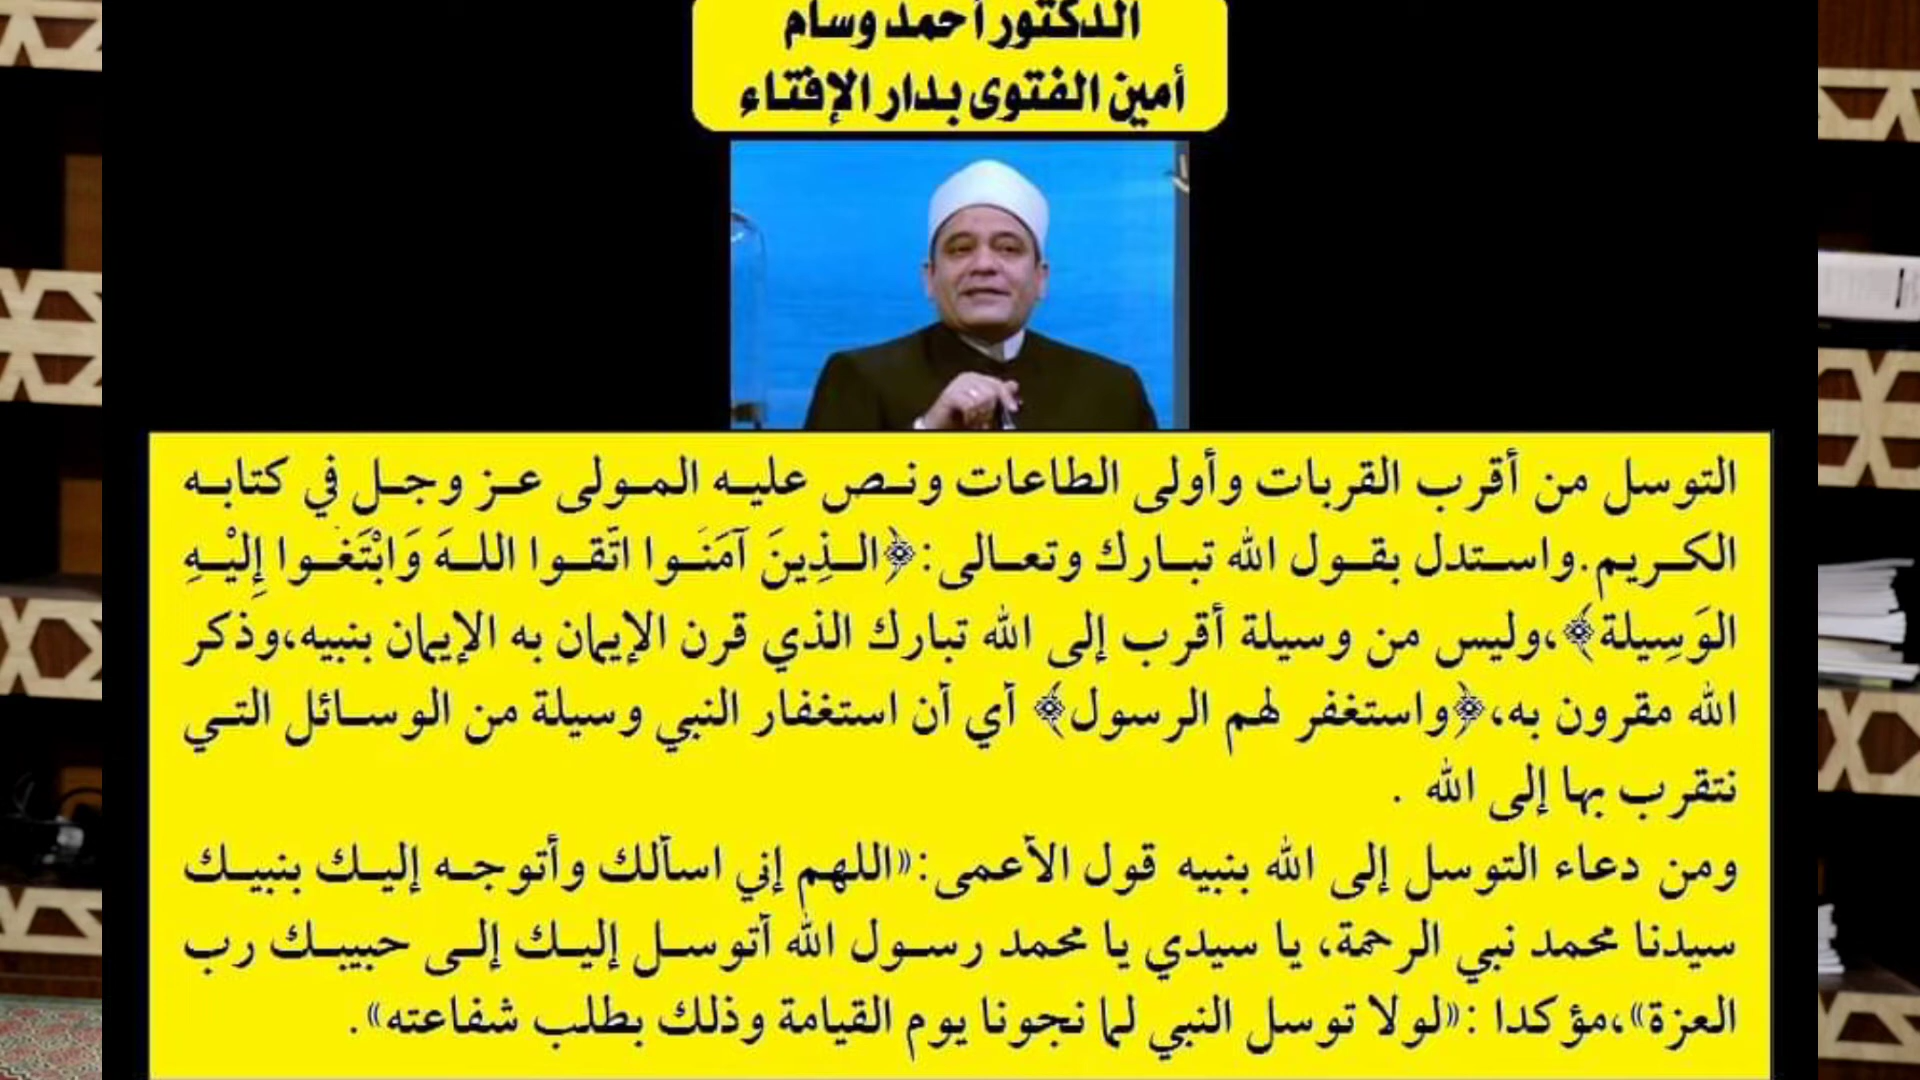 الدكتور أحمد وسام
أمين الفتوى بدار الإفتاء
التوسل من أقرب القربات وأولى الطاعات ونص عليه المولى عز وجل في كتابه
الكريم.واستدل بقول الله تبارك وتعالى:﴿الذِينَ آمَنَوا اتَّقوا اللهَ وَابْتَغوا إِليْهِ
الوَسِيلة﴾،وليس من وسيلة أقرب إلى الله تبارك الذي قرن الإيمان به الإيمان بنبيه،وذكر
الله مقرون به،﴿واستغفر لهم الرسول﴾ أي أن استغفار النبي وسيلة من الوسائل التي
نتقرب بها إلى الله .
ومن دعاء التوسل إلى الله بنبيه قول الأعمى:«اللهم إني اسألك وأتوجه إليك بنبيك
سيدنا محمد نبي الرحمة، يا سيدي يا محمد رسول الله أتوسل إليك إلى حبيبك رب
العزة»،مؤكدا :«لولا توسل النبي لما نجونا يوم القيامة وذلك بطلب شفاعته».